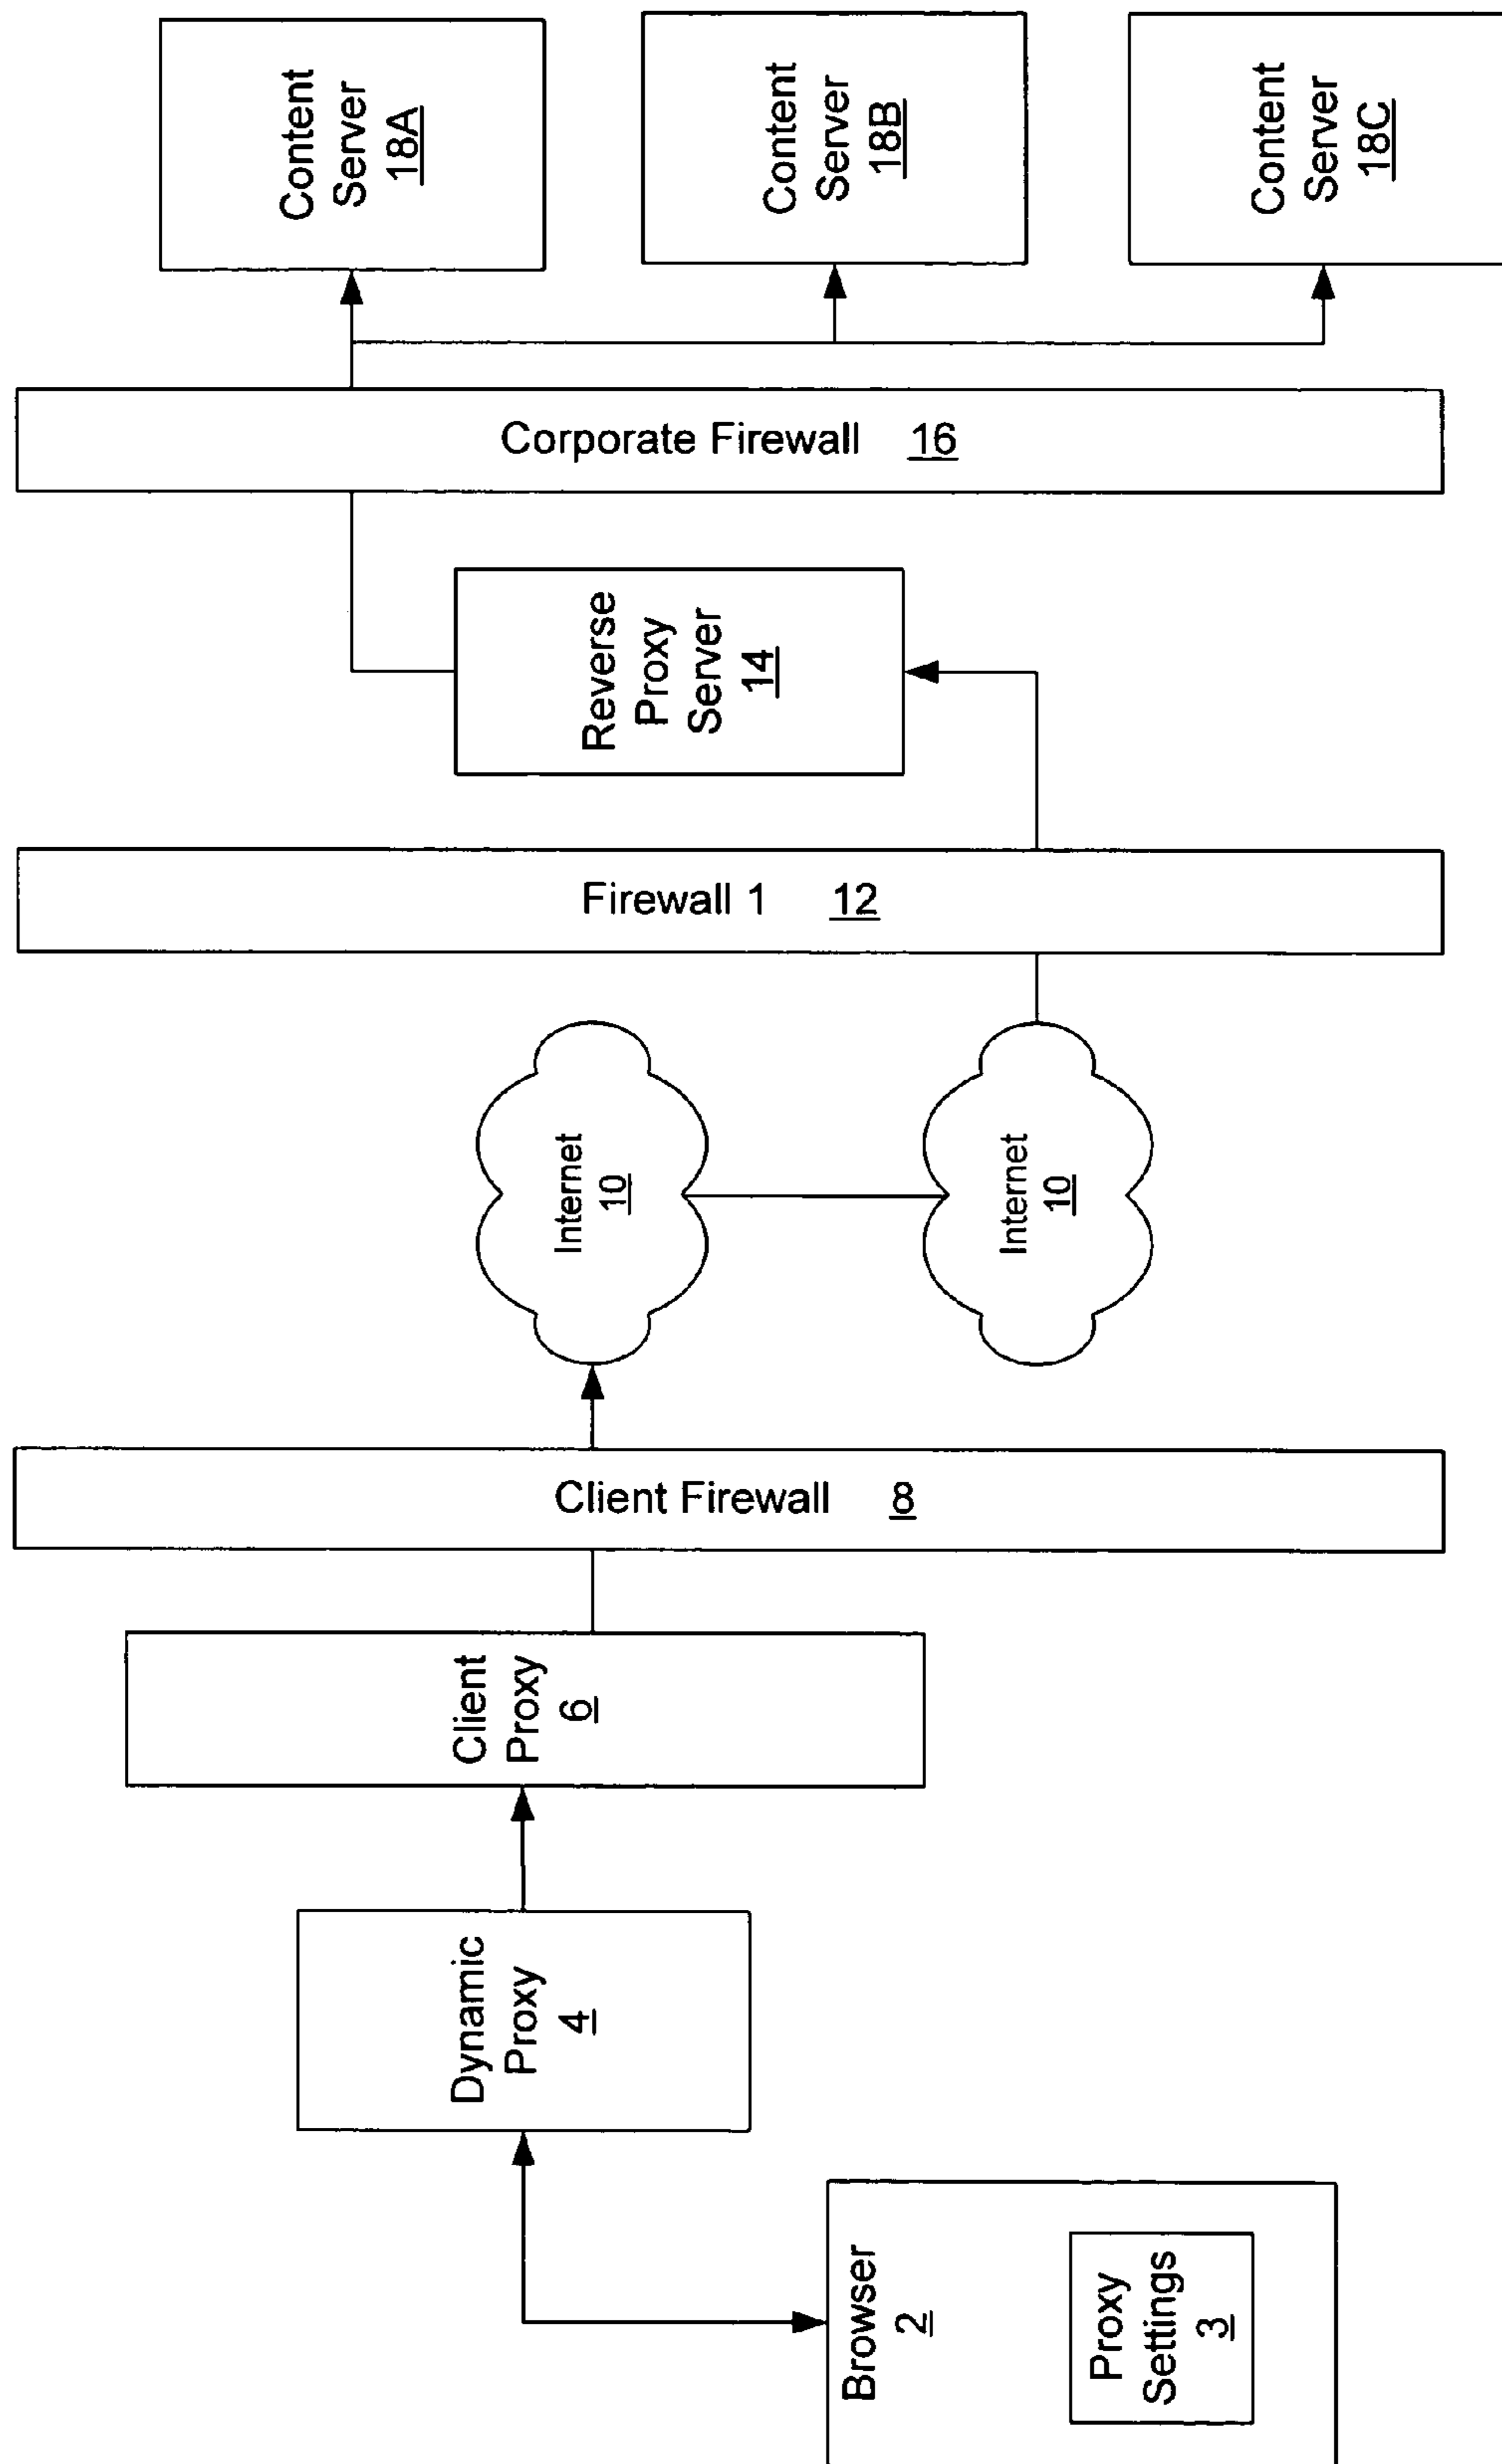 Browser
2
Proxy
Settings
3
Dynamic
Proxy
4
Client
Proxy
6
Client Firewall 8
Internet
10
Internet
10
Firewall 1 12
Reverse
Proxy
Server
14
Corporate Firewall 16
Content
Server
18A
Content
Server
18B
Content
Server
18C